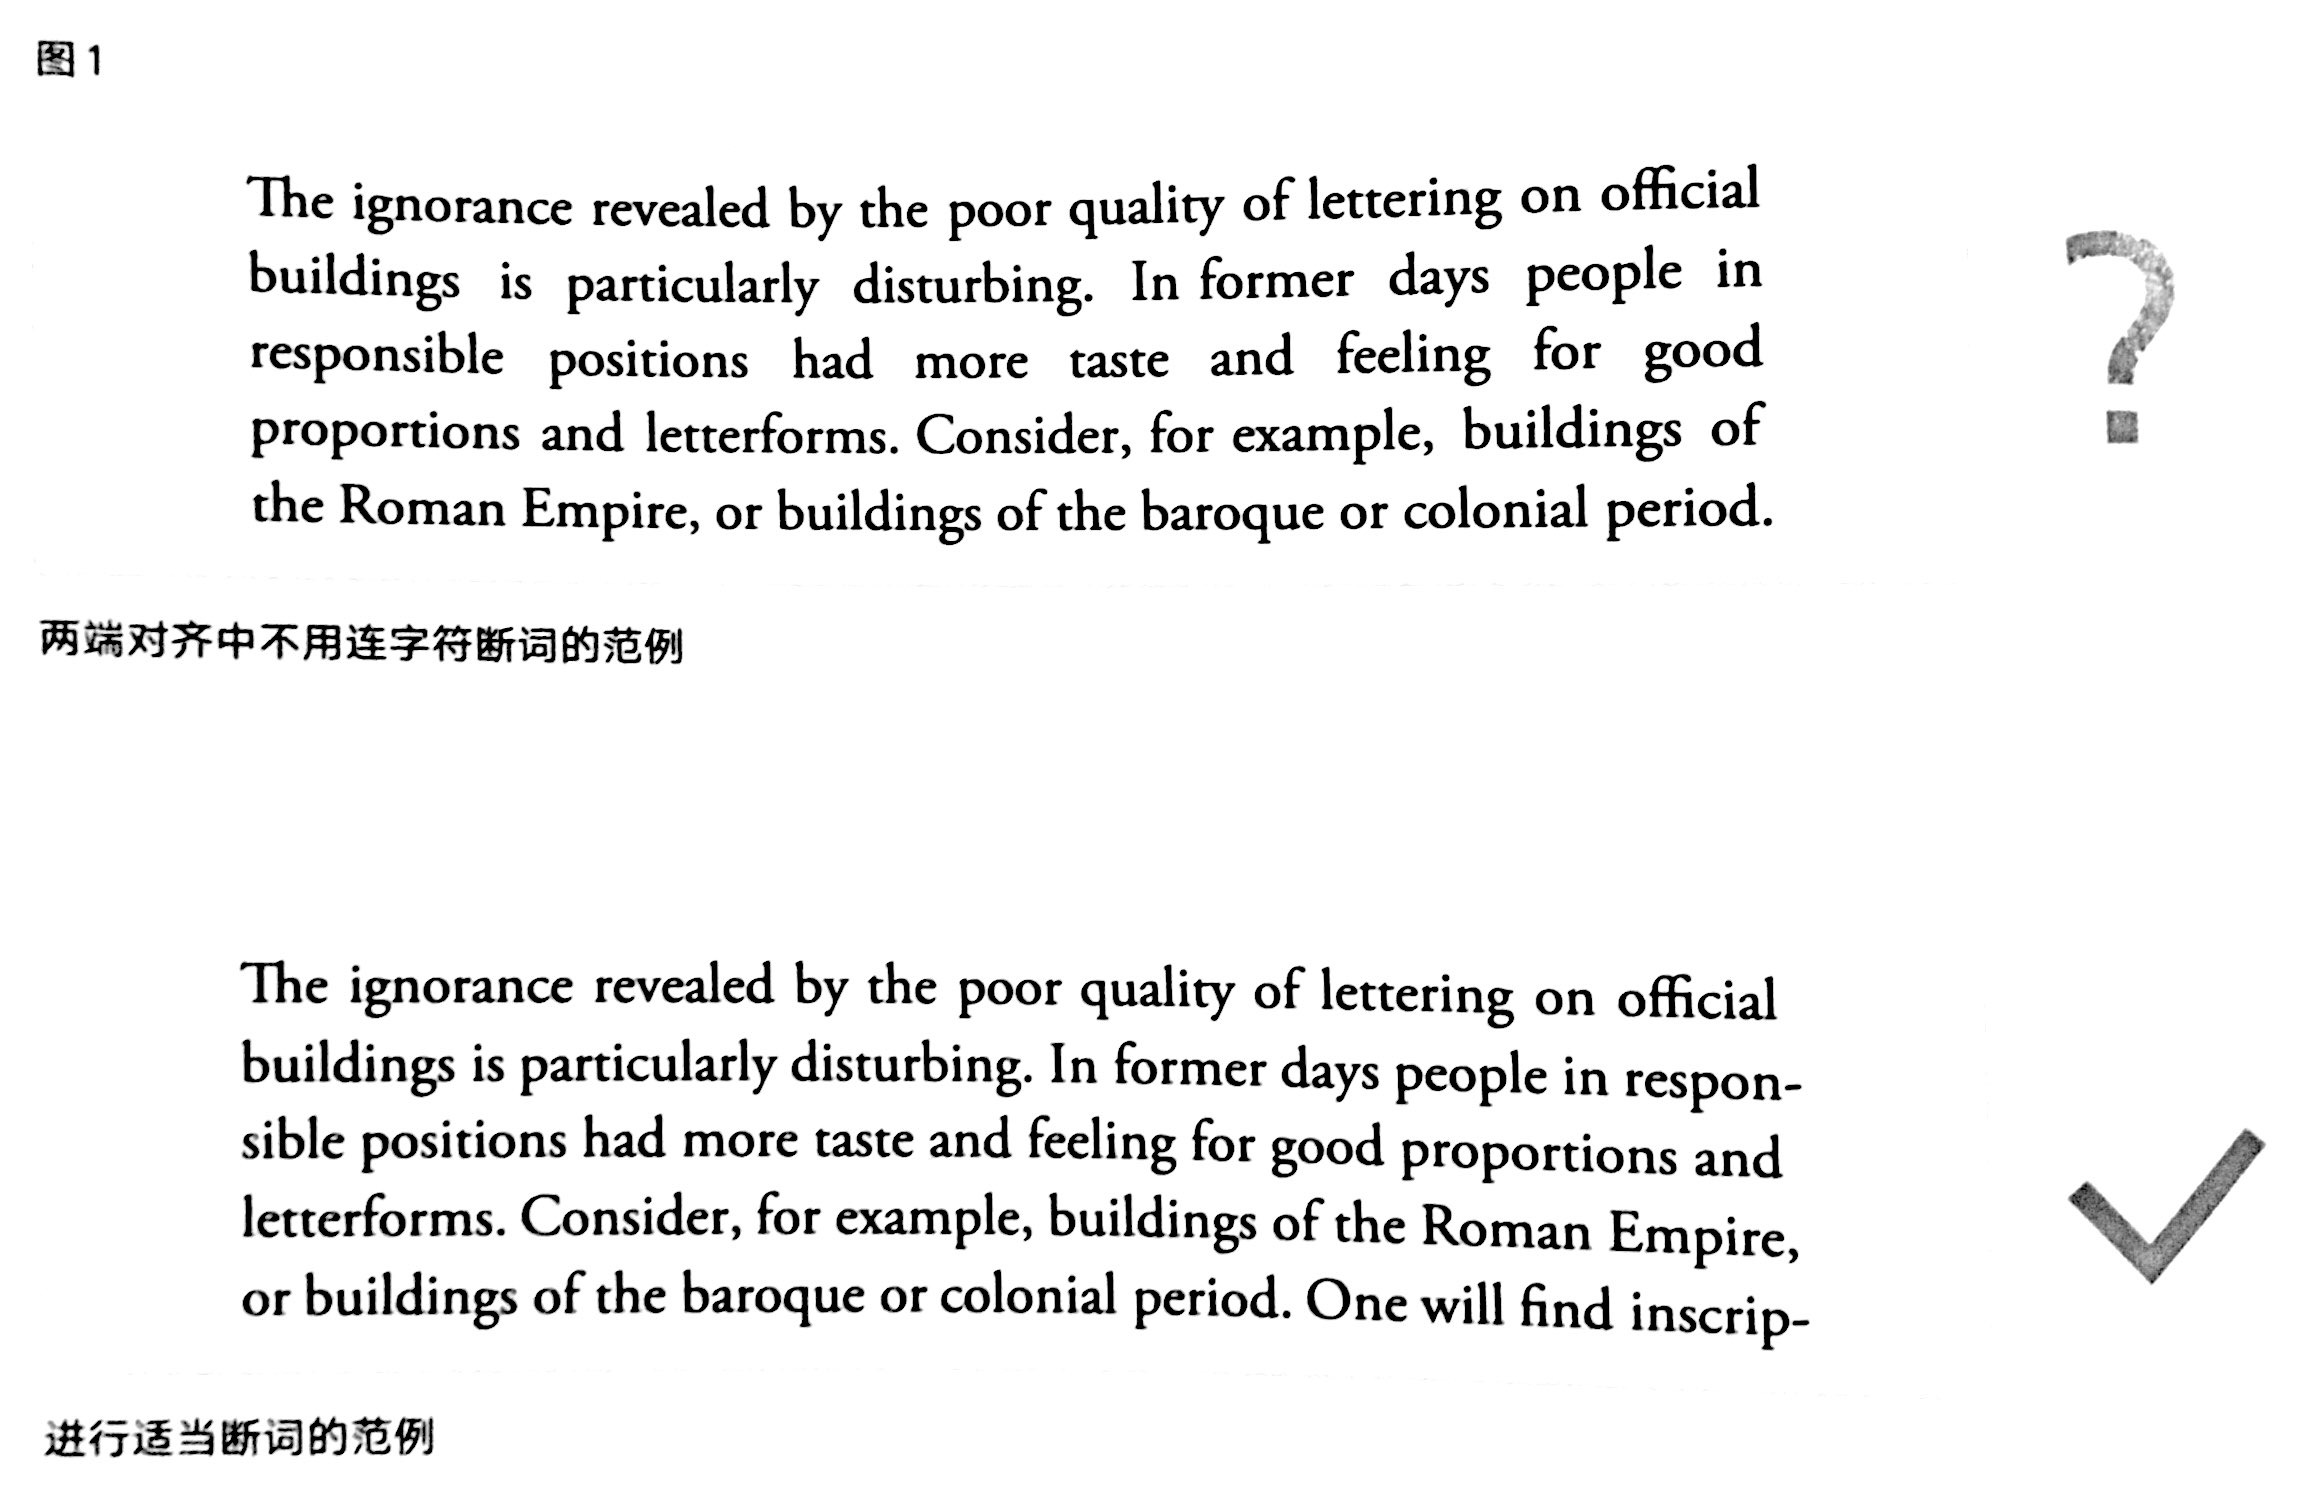 图 1
The ignorance revealed by the poor quality of lettering on official
buildings is particularly disturbing. In former days people in
responsible positions had more taste and feeling for good
proportions and letterforms. Consider, for example, buildings of
the Roman Empire, or buildings of the baroque or colonial period.
?
两端对齐中不用连字符断词的范例
The ignorance revealed by the poor quality of lettering on official
buildings is particularly disturbing. In former days people in respon-
sible positions had more taste and feeling for good proportions and
letterforms. Consider, for example, buildings of the Roman Empire,
or buildings of the baroque or colonial period. One will find inscrip-
进行适当断词的范例